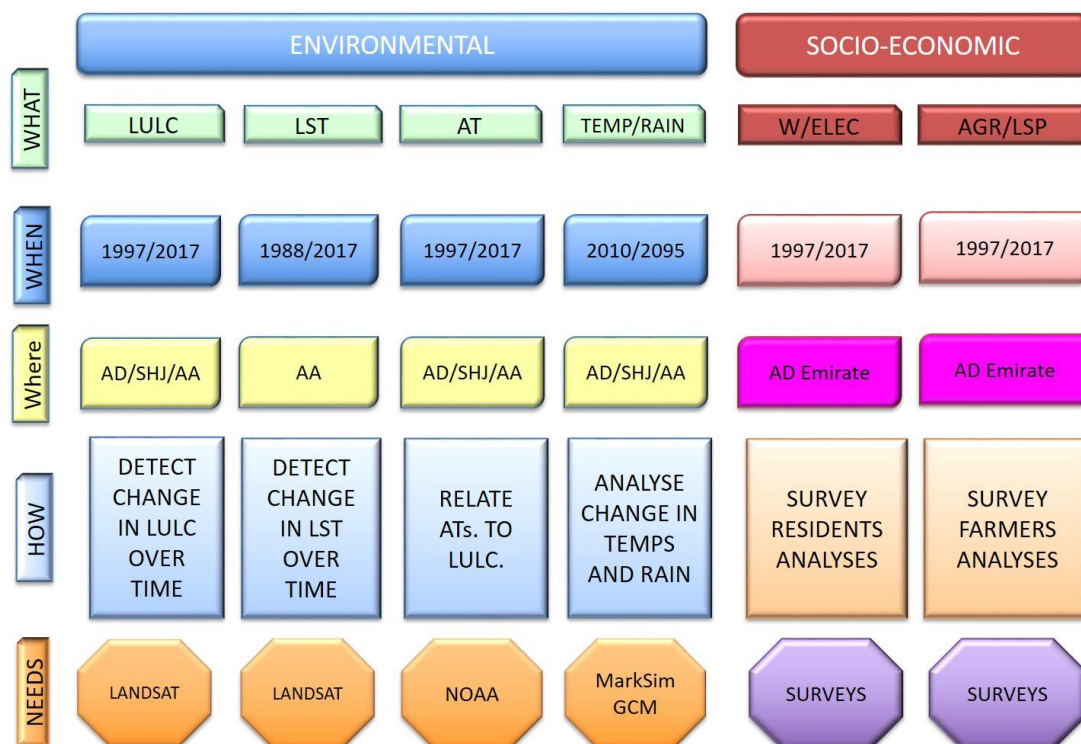 ENVIRONMENTAL
SOCIO-ECONOMIC
WHAT
LULC
LST
AT
TEMP/RAIN
W/ELEC
AGR/LSP
WHEN
1997/2017
1988/2017
1997/2017
2010/2095
1997/2017
1997/2017
Where
AD/SHJ/AA
AA
AD/SHJ/AA
AD/SHJ/AA
AD Emirate
AD Emirate
HOW
DETECT
CHANGE
IN LULC
OVER
TIME
DETECT
CHANGE
IN LST
OVER
TIME
RELATE
ATs. TO
LULC.
ANALYSE
CHANGE IN
TEMPS
AND RAIN
SURVEY
RESIDENTS
ANALYSES
SURVEY
FARMERS
ANALYSES
NEEDS
LANDSAT
LANDSAT
NOAA
MarkSim
GCM
SURVEYS
SURVEYS